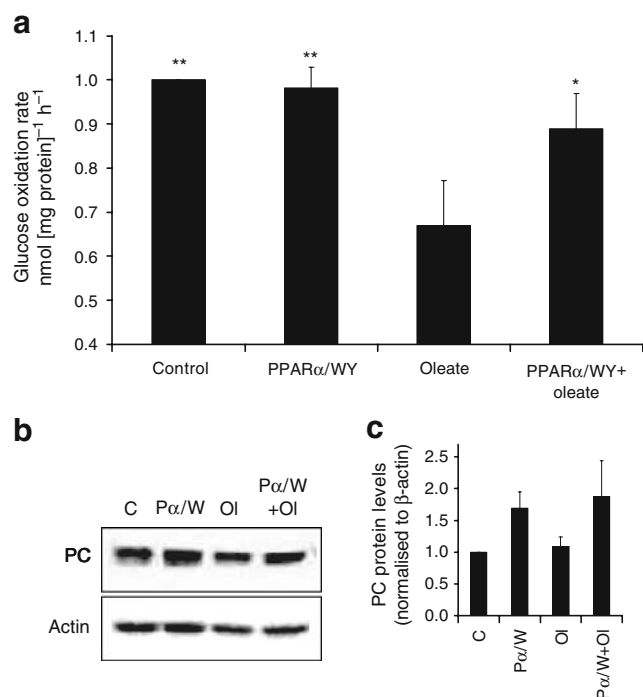 a
Glucose oxidation rate
nmol [mg protein]⁻¹ h⁻¹
1.1
1.0
0.9
0.8
0.7
0.6
0.5
0.4
**
**
*
Control
PPARα/WY
Oleate
PPARα/WY+
oleate
b
C Pα/W Ol Pα/W
+Ol
PC
Actin
c
PC protein levels
(normalised to β-actin)
2.5
2.0
1.5
1.0
0.5
0.0
C
Pα/W
Ol
Pα/W+Ol